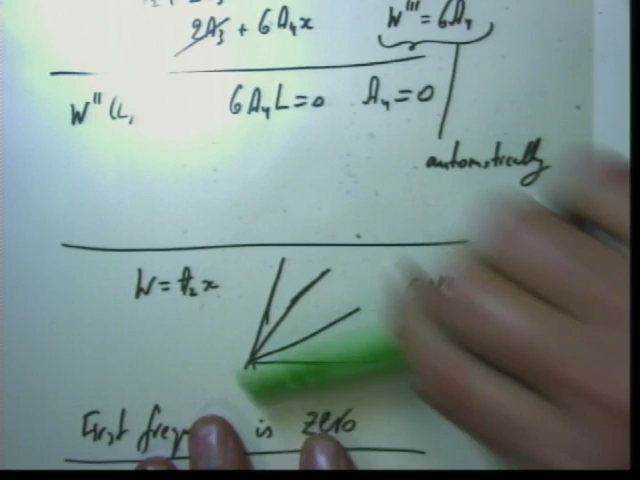 2A₃ + 6A₄x W''' = 6A₄
W''(L, 6A₄L=0 A₄=0
automatically
W = A₂x
First freq is zero